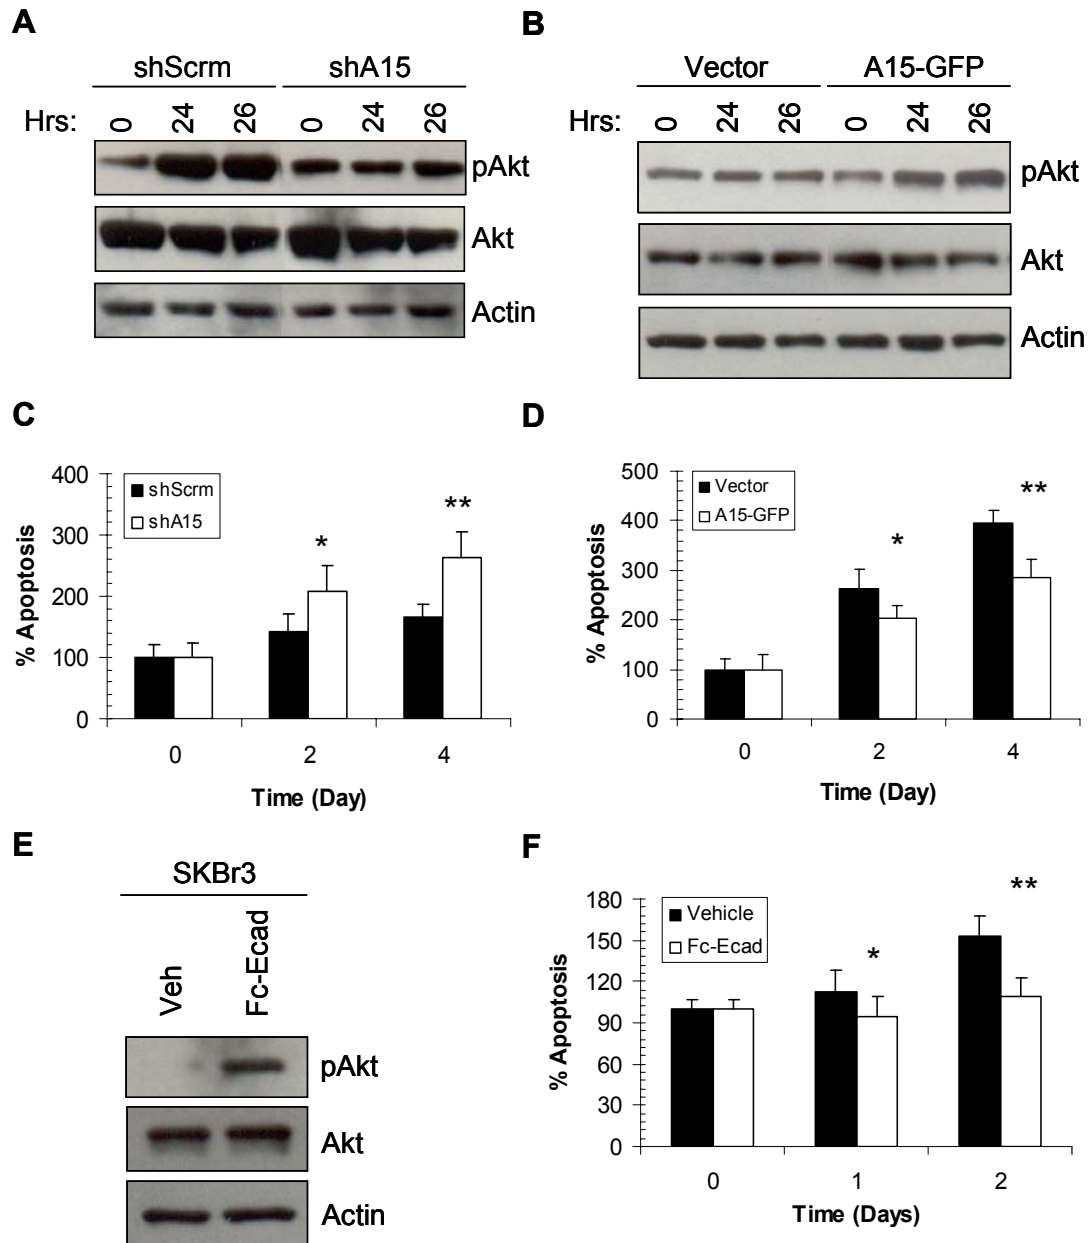 A
shScrm shA15
Hrs: 0 24 26 0 24 26
pAkt
Akt
Actin
B
Vector A15-GFP
Hrs: 0 24 26 0 24 26
pAkt
Akt
Actin
C
400
300
200
100
0
% Apoptosis
shScrm
shA15
*
**
0 2 4
Time (Day)
D
500
400
300
200
100
0
% Apoptosis
Vector
A15-GFP
*
**
0 2 4
Time (Day)
E
SKBr3
Veh Fc-Ecad
pAkt
Akt
Actin
F
180
150
120
90
60
30
0
% Apoptosis
Vehicle
Fc-Ecad
*
**
0 1 2
Time (Days)